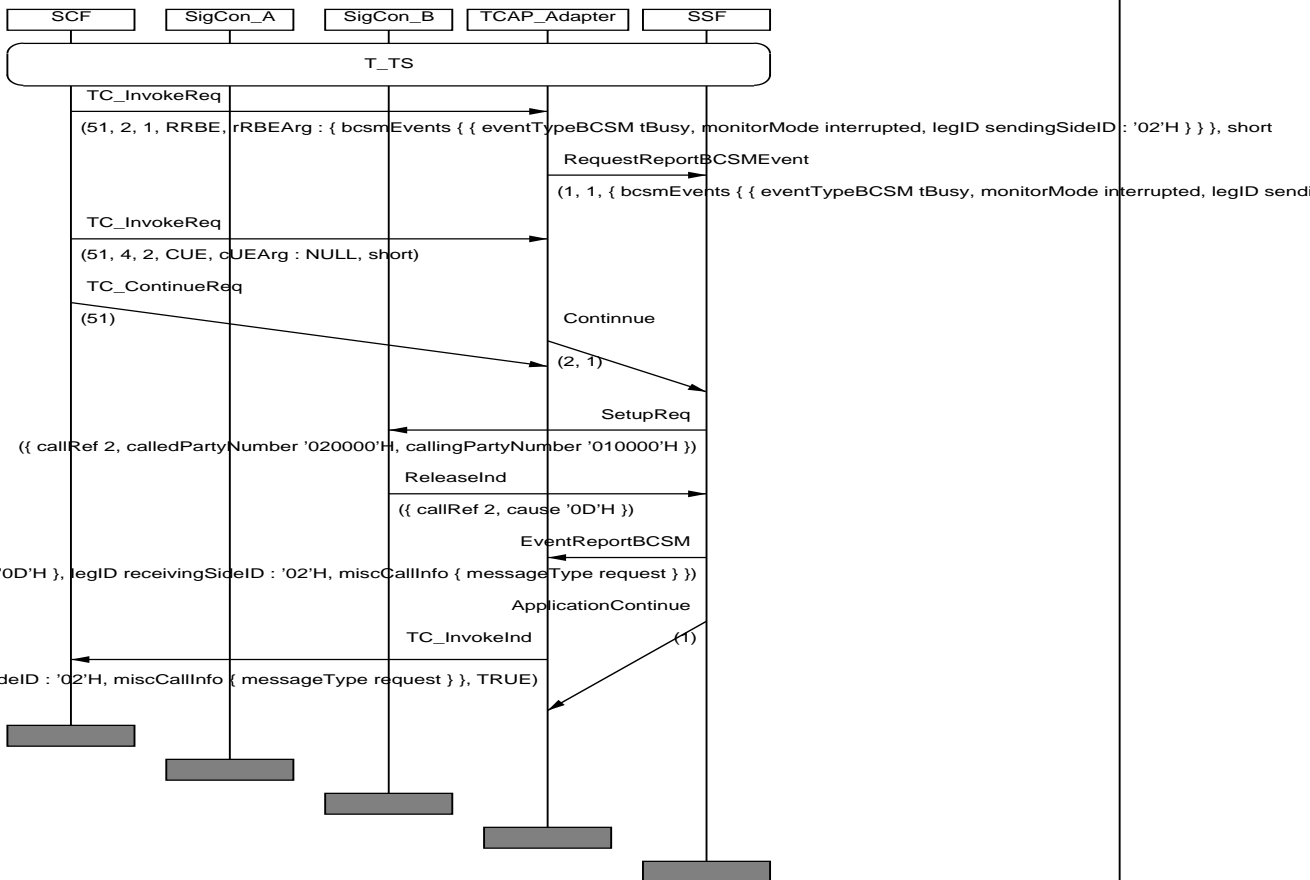 SCF SigCon_A SigCon_B TCAP_Adapter SSF
T_TS
TC_InvokeReq
(51, 2, 1, RRBE, rRBEArg : { bcsmEvents { { eventTypeBCSM tBusy, monitorMode interrupted, legID sendingSideID : '02'H } } }, short
RequestReportBCSMEvent
(1, 1, { bcsmEvents { { eventTypeBCSM tBusy, monitorMode interrupted, legID sendi
TC_InvokeReq
(51, 4, 2, CUE, cUEArg : NULL, short)
TC_ContinueReq
(51)
Continnue
(2, 1)
SetupReq
({ callRef 2, calledPartyNumber '020000'H, callingPartyNumber '010000'H })
ReleaseInd
({ callRef 2, cause '0D'H })
EventReportBCSM
'0D'H }, legID receivingSideID : '02'H, miscCallInfo { messageType request } })
ApplicationContinue
(1)
TC_InvokeInd
deID : '02'H, miscCallInfo { messageType request } }, TRUE)